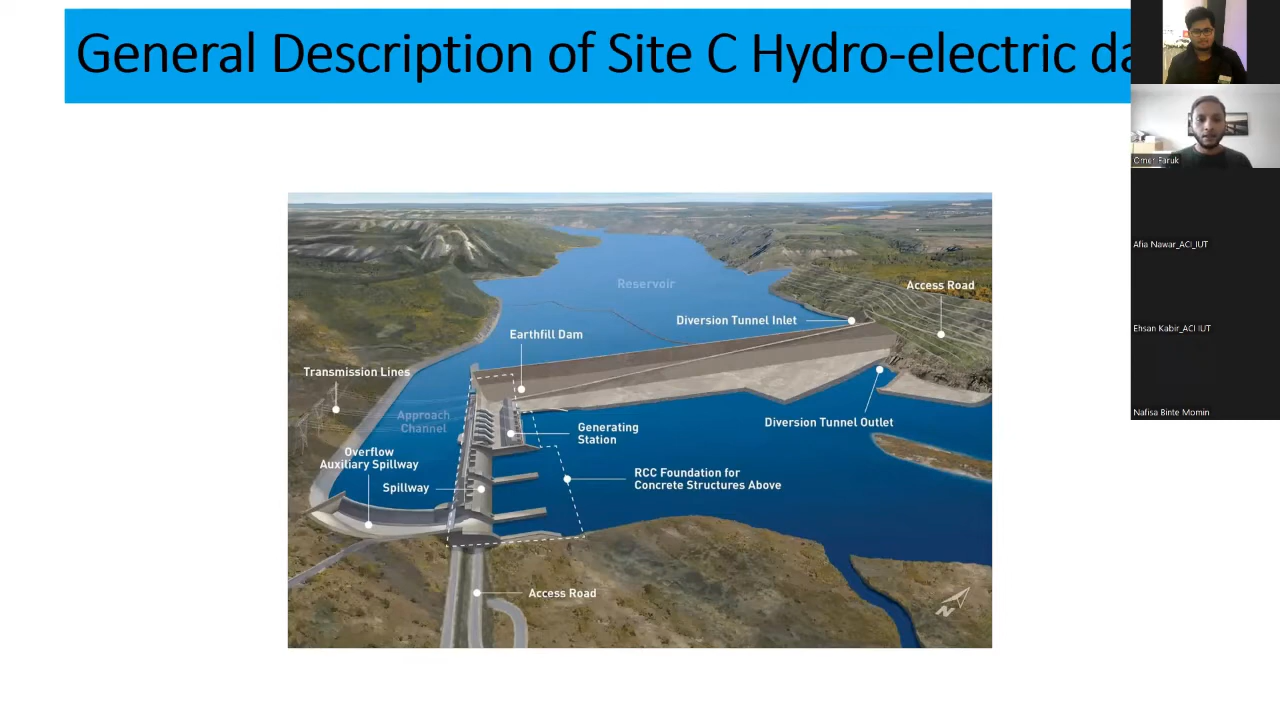 General Description of Site C Hydro-electric da
Omer Faruk
Afia Nawar_ACI_IUT
Ehsan Kabir_ACI IUT
Nafisa Binte Momin
Reservoir
Access Road
Diversion Tunnel Inlet
Earthfill Dam
Transmission Lines
Approach
Channel
Generating
Station
Diversion Tunnel Outlet
Overflow
Auxiliary Spillway
Spillway
RCC Foundation for
Concrete Structures Above
Access Road
N